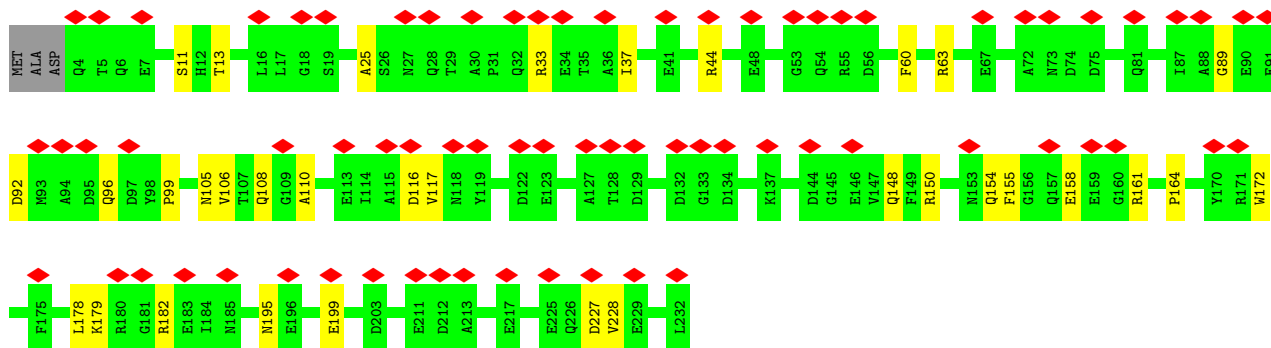 MET ALA ASP Q4 T5 Q6 E7 S11 H12 T13 L16 L17 G18 S19 A25 S26 N27 Q28 T29 A30 P31 Q32 R33 E34 T35 A36 I37 E41 R44 E48 G53 Q54 R55 D56 F60 R63 E67 A72 N73 D74 D75 Q81 I87 A88 G89 E90 E91
D92 M93 A94 D95 Q96 D97 Y98 P99 N105 V106 T107 Q108 G109 A110 E113 I114 A115 D116 V117 N118 Y119 D122 E123 A127 T128 D129 D132 G133 D134 K137 D144 G145 E146 V147 Q148 F149 R150 N153 Q154 F155 G156 Q157 E158 E159 G160 R161 P164 Y170 R171 W172
F175 L178 K179 R180 G181 R182 E183 I184 N185 N195 E196 E199 D203 E211 D212 A213 E217 E225 Q226 D227 V228 E229 L232